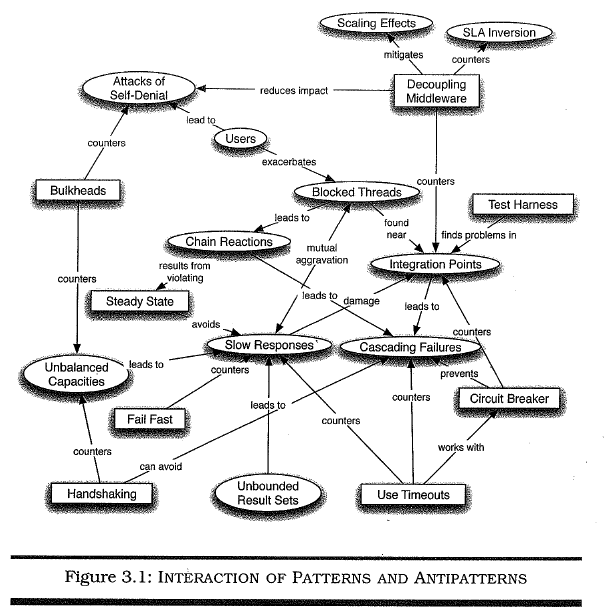 Scaling Effects
SLA Inversion
mitigates
counters
Attacks of
Self-Denial
reduces impact
Decoupling
Middleware
lead to
Users
counters
exacerbates
Bulkheads
Blocked Threads
counters
Test Harness
leads to
found
near
finds problems in
Chain Reactions
mutual
aggravation
Integration Points
results from
violating
counters
Steady State
leads to
damage
leads to
avoids
counters
Slow Responses
Cascading Failures
Unbalanced
Capacities
leads to
counters
prevents
Circuit Breaker
Fail Fast
leads to
counters
counters
counters
works with
can avoid
Handshaking
Unbounded
Result Sets
Use Timeouts
Figure 3.1: INTERACTION OF PATTERNS AND ANTIPATTERNS